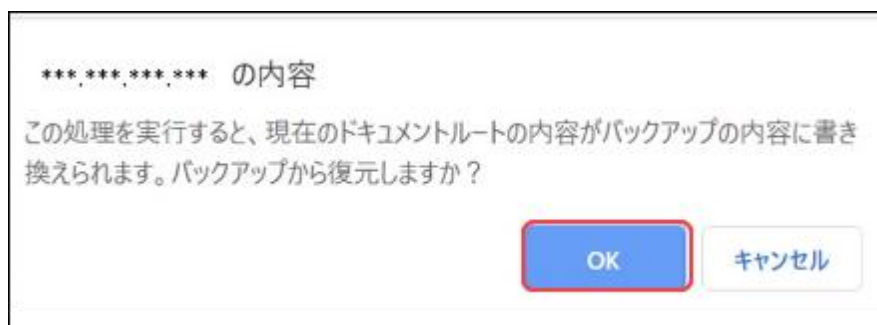 ***.***.***.*** の内容
この処理を実行すると、現在のドキュメントルートの内容がバックアップの内容に書き
換えられます。バックアップから復元しますか？
OK キャンセル